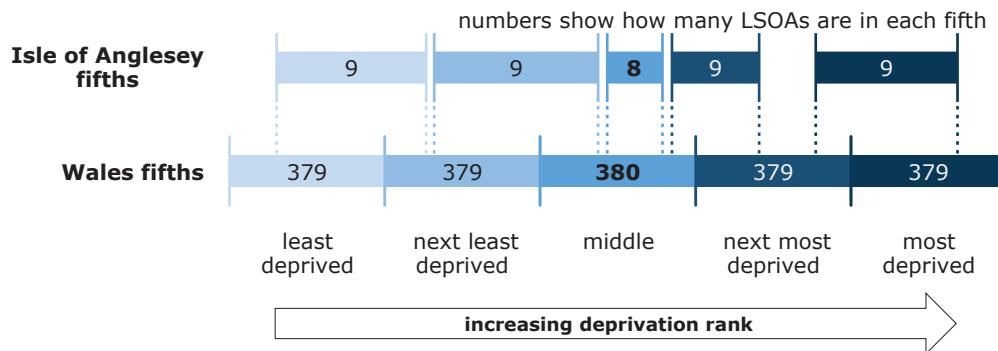 numbers show how many LSOAs are in each fifth
Isle of Anglesey
fifths
9 9 8 9 9
Wales fifths
379 379 380 379 379
least
deprived
next least
deprived
middle
next most
deprived
most
deprived
increasing deprivation rank